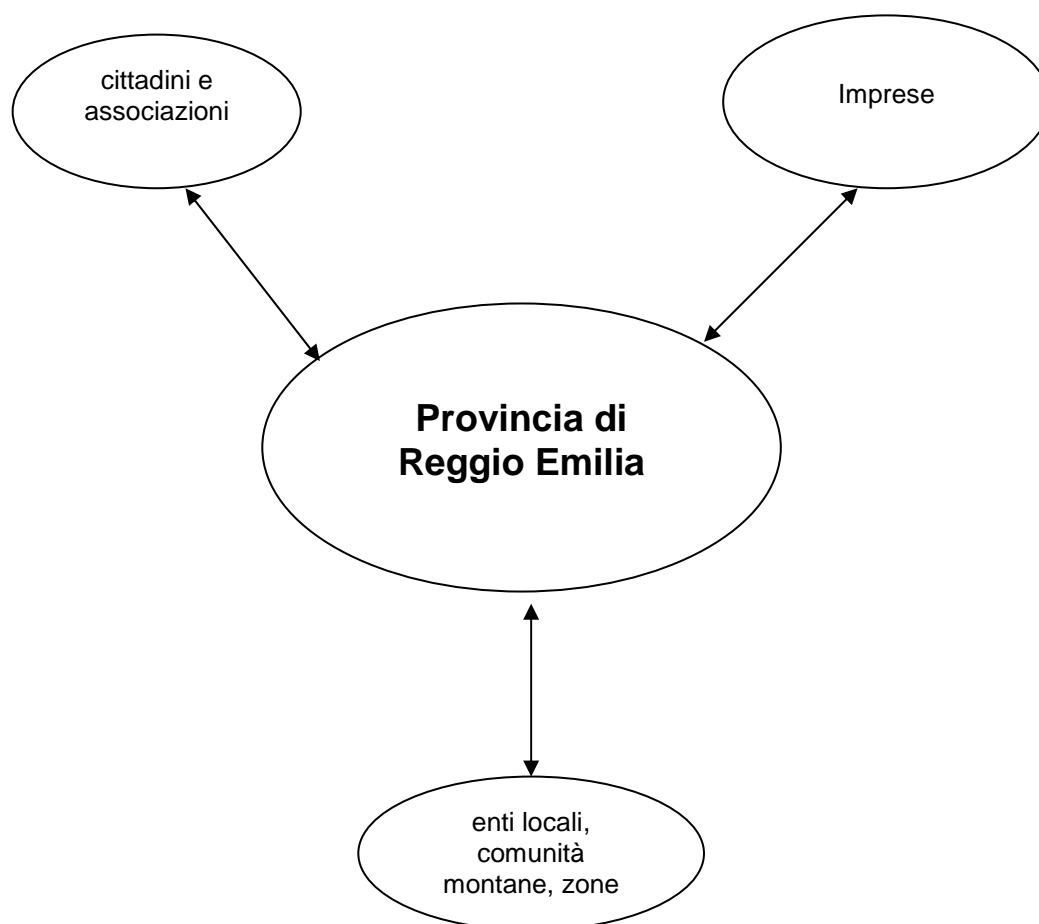 cittadini e
associazioni
Imprese
Provincia di
Reggio Emilia
enti locali,
comunità
montane, zone